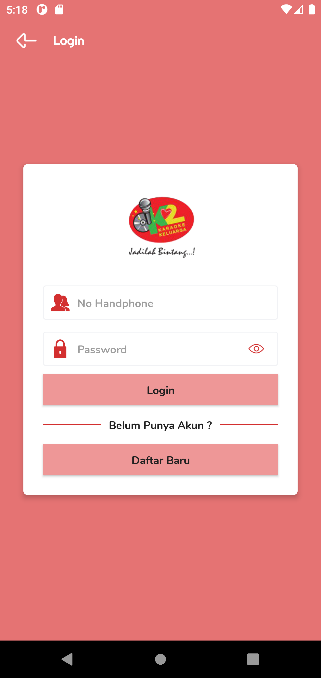 5:18
Login
K2
KARAOKE
KELUARGA
Jadilah Bintang...!
No Handphone
Password
Login
Belum Punya Akun ?
Daftar Baru